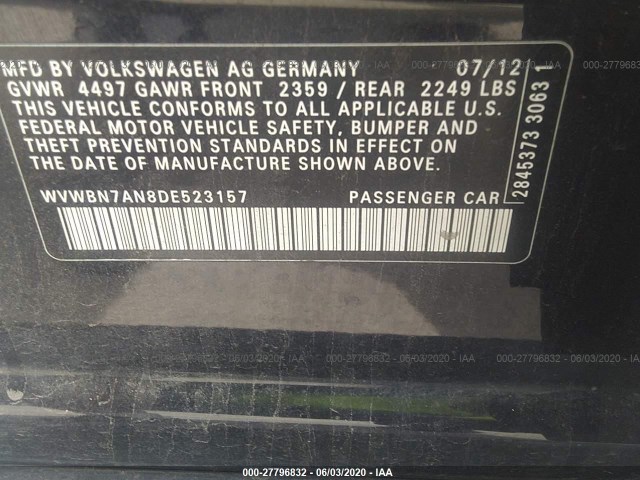 MFD BY VOLKSWAGEN AG GERMANY 07/12
GVWR 4497 GAWR FRONT 2359 / REAR 2249 LBS
THIS VEHICLE CONFORMS TO ALL APPLICABLE U.S.
FEDERAL MOTOR VEHICLE SAFETY, BUMPER AND
THEFT PREVENTION STANDARDS IN EFFECT ON
THE DATE OF MANUFACTURE SHOWN ABOVE.
WVWBN7AN8DE523157 PASSENGER CAR
2845373 30631
000-27796832 - 06/03/2020 - IAA